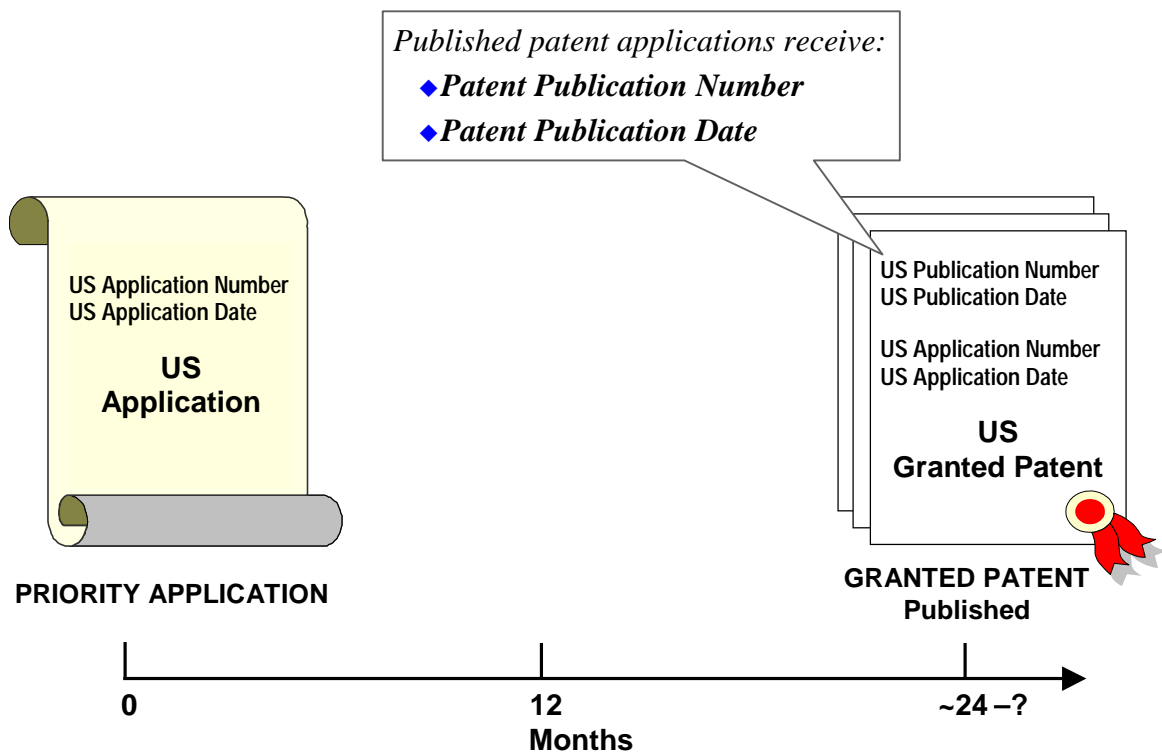 Published patent applications receive:
◆Patent Publication Number
◆Patent Publication Date
US Application Number
US Application Date
US
Application
US Publication Number
US Publication Date
US Application Number
US Application Date
US
Granted Patent
PRIORITY APPLICATION
GRANTED PATENT
Published
0
12
~24 –?
Months